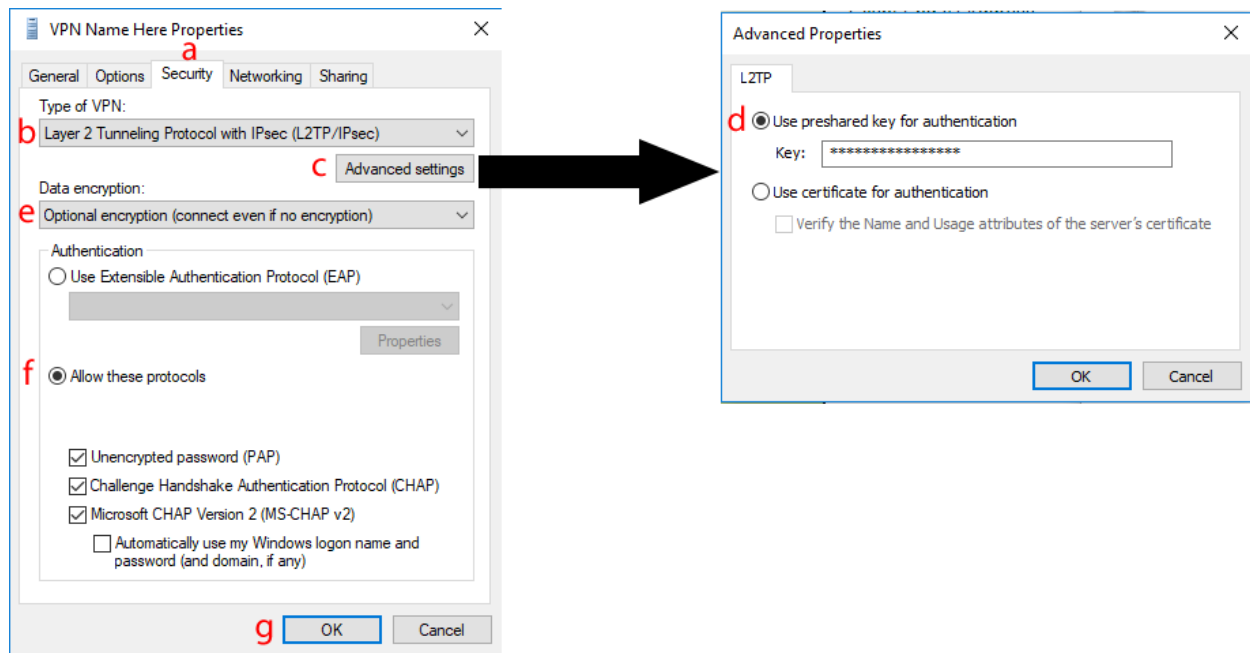 VPN Name Here Properties
a
General Options Security Networking Sharing
Type of VPN:
b Layer 2 Tunneling Protocol with IPsec (L2TP/IPsec)
c Advanced settings
Data encryption:
e Optional encryption (connect even if no encryption)
Authentication
Use Extensible Authentication Protocol (EAP)
Properties
f Allow these protocols
Unencrypted password (PAP)
Challenge Handshake Authentication Protocol (CHAP)
Microsoft CHAP Version 2 (MS-CHAP v2)
Automatically use my Windows logon name and
password (and domain, if any)
g OK Cancel
Advanced Properties
L2TP
d Use preshared key for authentication
Key: ****************
Use certificate for authentication
Verify the Name and Usage attributes of the server's certificate
OK Cancel